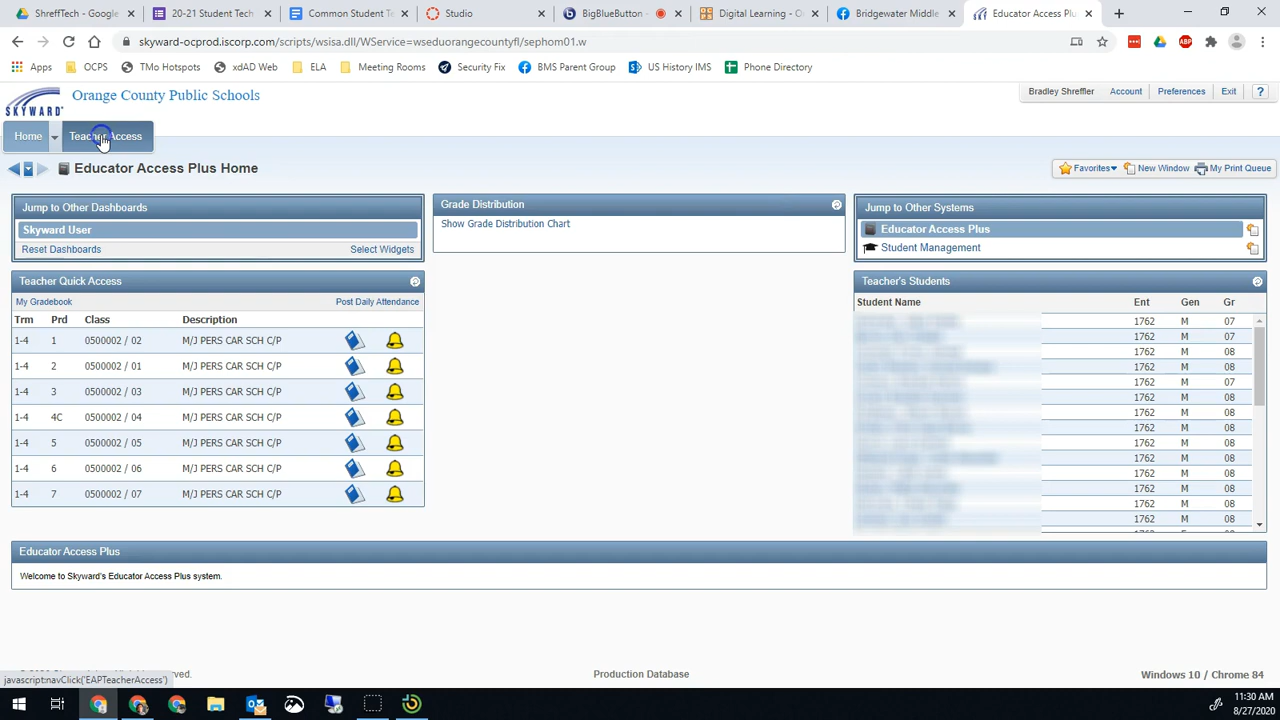 ShreffTech - Google Drive
20-21 Student Tech
Common Student Te
Studio
BigBlueButton
Digital Learning - O
Bridgewater Middle
Educator Access Plu
skyward-ocprod.iscorp.com/scripts/wsisa.dll/WService=wseduorangecountyfl/sephom01.w
Apps
OCPS
TMo Hotspots
xdAD Web
ELA
Meeting Rooms
Security Fix
BMS Parent Group
US History IMS
Phone Directory
SKYWARD
Orange County Public Schools
Bradley Shreffler
Account
Preferences
Exit
?
Home
Teacher Access
Educator Access Plus Home
Favorites
New Window
My Print Queue
Jump to Other Dashboards
Skyward User
Reset Dashboards
Select Widgets
Teacher Quick Access
My Gradebook
Post Daily Attendance
Trm Prd Class Description
1-4 1 0500002 / 02 M/J PERS CAR SCH C/P
1-4 2 0500002 / 01 M/J PERS CAR SCH C/P
1-4 3 0500002 / 03 M/J PERS CAR SCH C/P
1-4 4C 0500002 / 04 M/J PERS CAR SCH C/P
1-4 5 0500002 / 05 M/J PERS CAR SCH C/P
1-4 6 0500002 / 06 M/J PERS CAR SCH C/P
1-4 7 0500002 / 07 M/J PERS CAR SCH C/P
Grade Distribution
Show Grade Distribution Chart
Jump to Other Systems
Educator Access Plus
Student Management
Teacher's Students
Student Name Ent Gen Gr
1762 M 07
1762 M 07
1762 M 08
1762 M 08
1762 M 07
1762 M 08
1762 M 08
1762 M 08
1762 M 08
1762 M 08
1762 M 08
1762 M 08
1762 M 08
1762 M 08
Educator Access Plus
Welcome to Skyward's Educator Access Plus system.
javascript:navClick('EAPTeacherAccess')
rved.
Production Database
Windows 10 / Chrome 84
11:30 AM
8/27/2020